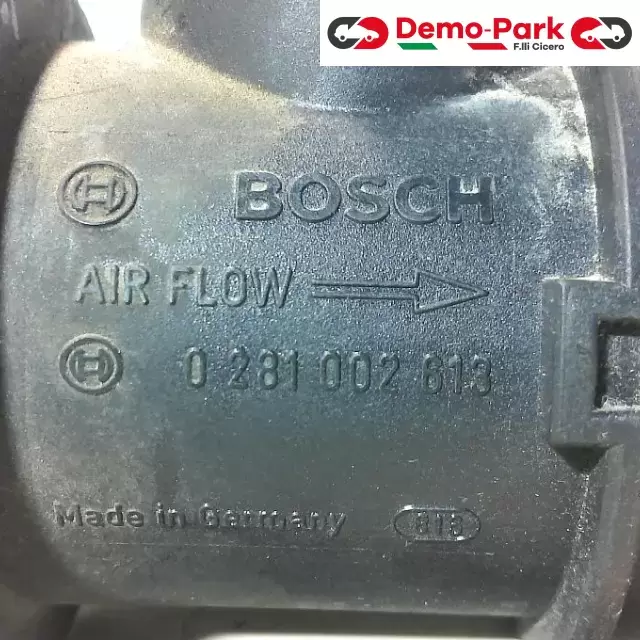 Demo-Park
F.lli Cicero
BOSCH
AIR FLOW
0 281 002 613
Made in Germany 818